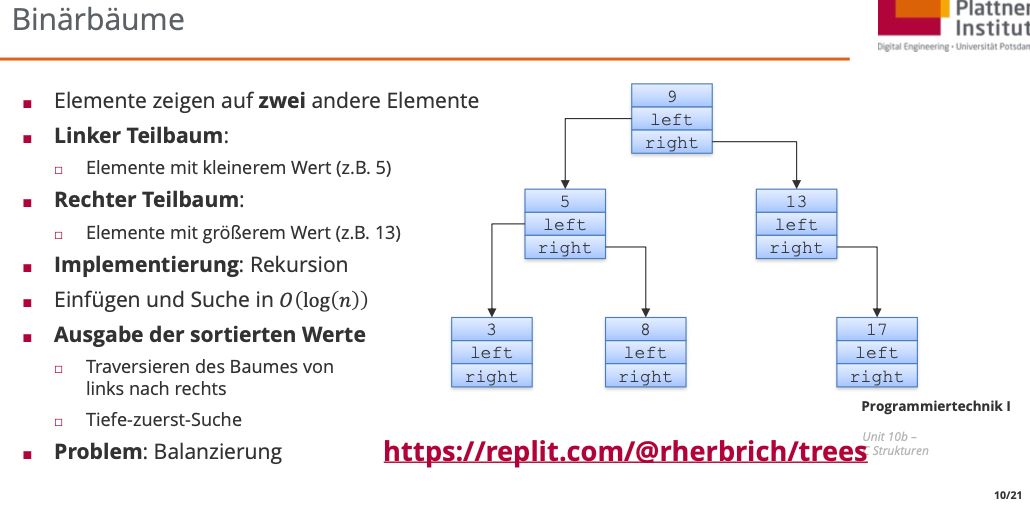 Binärbäume
Plattner
Institut
Digital Engineering • Universität Potsdam
Elemente zeigen auf zwei andere Elemente
Linker Teilbaum:
Elemente mit kleinerem Wert (z.B. 5)
Rechter Teilbaum:
Elemente mit größerem Wert (z.B. 13)
Implementierung: Rekursion
Einfügen und Suche in O(log(n))
Ausgabe der sortierten Werte
Traversieren des Baumes von
links nach rechts
Tiefe-zuerst-Suche
Problem: Balanzierung
9
left
right
5
left
right
13
left
right
3
left
right
8
left
right
17
left
right
https://replit.com/@rherbrich/trees
Programmiertechnik I
Unit 10b –
Strukturen
10/21